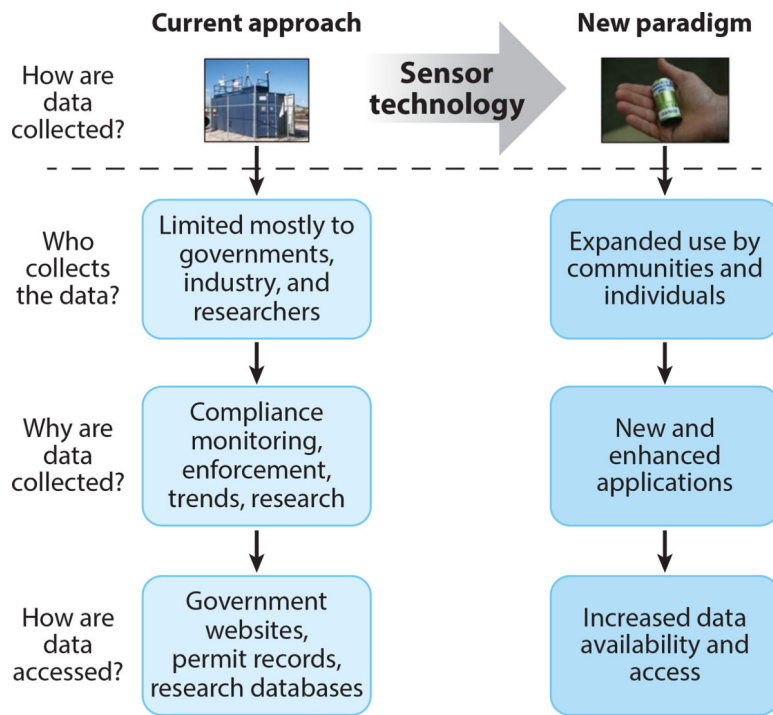 Current approach
New paradigm
How are
data
collected?
Sensor
technology
Who
collects
the data?
Limited mostly to
governments,
industry, and
researchers
Expanded use by
communities and
individuals
Why are
data
collected?
Compliance
monitoring,
enforcement,
trends, research
New and
enhanced
applications
How are
data
accessed?
Government
websites,
permit records,
research databases
Increased data
availability and
access